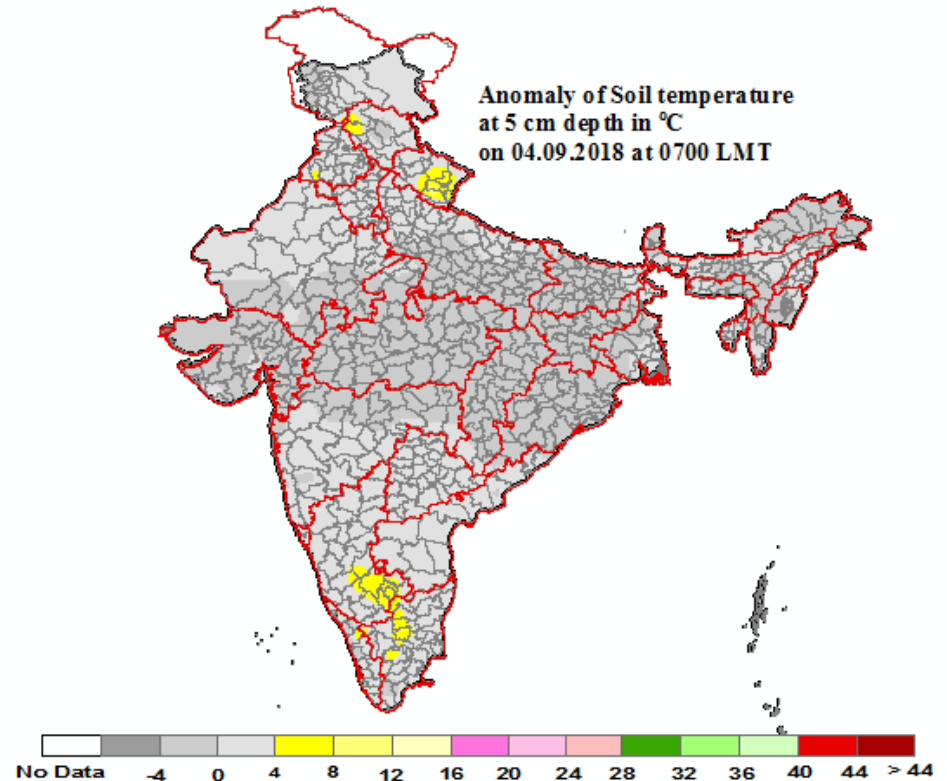 Anomaly of Soil temperature
at 5 cm depth in °C
on 04.09.2018 at 0700 LMT
No Data -4 0 4 8 12 16 20 24 28 32 36 40 44 > 44